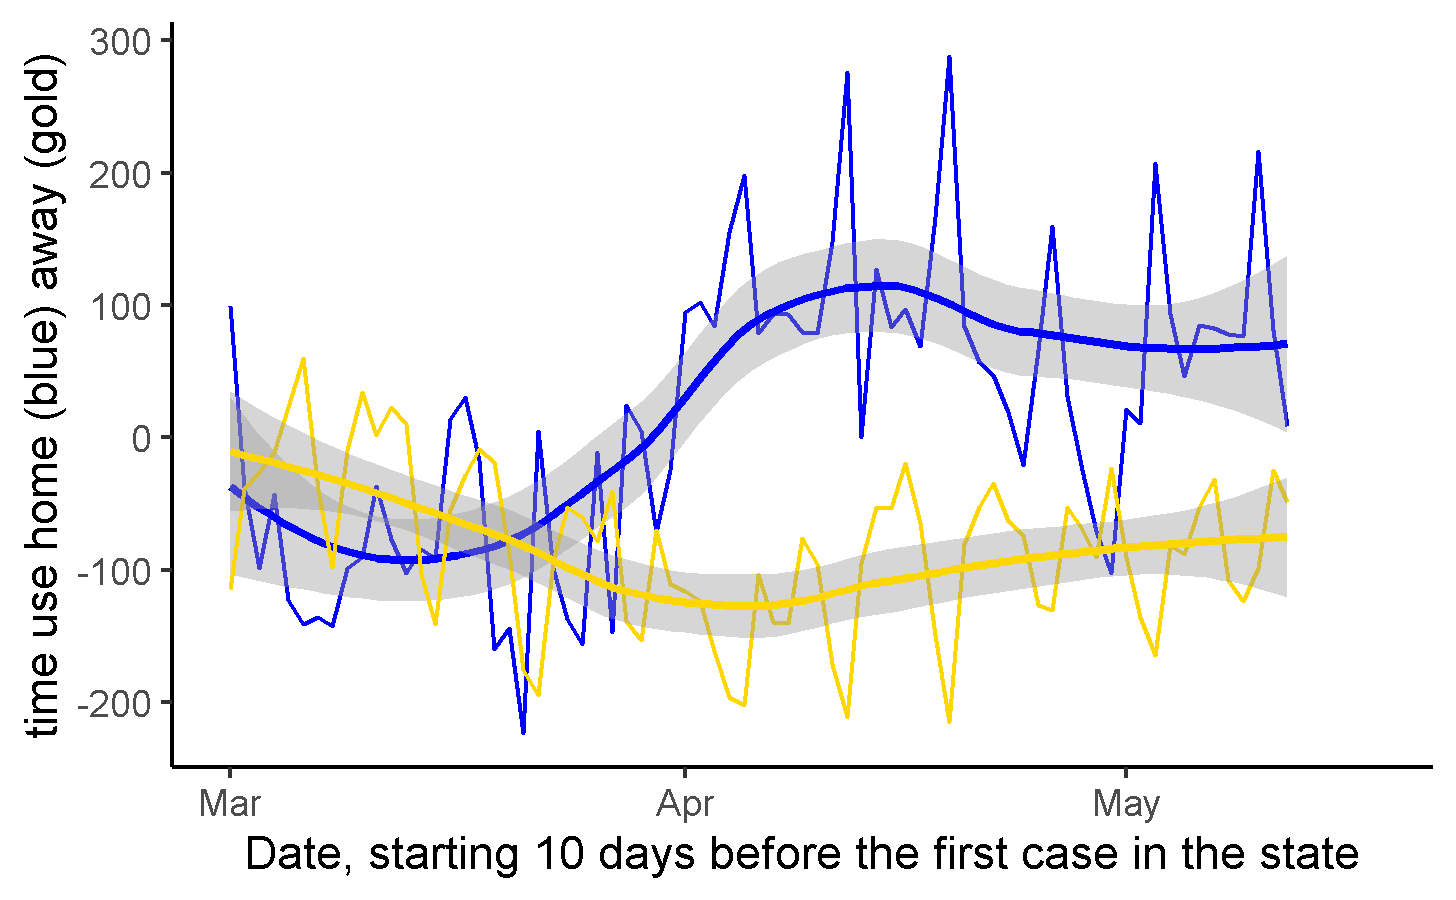 time use home (blue) away (gold)
300
200
100
0
-100
-200
Mar
Apr
May
Date, starting 10 days before the first case in the state